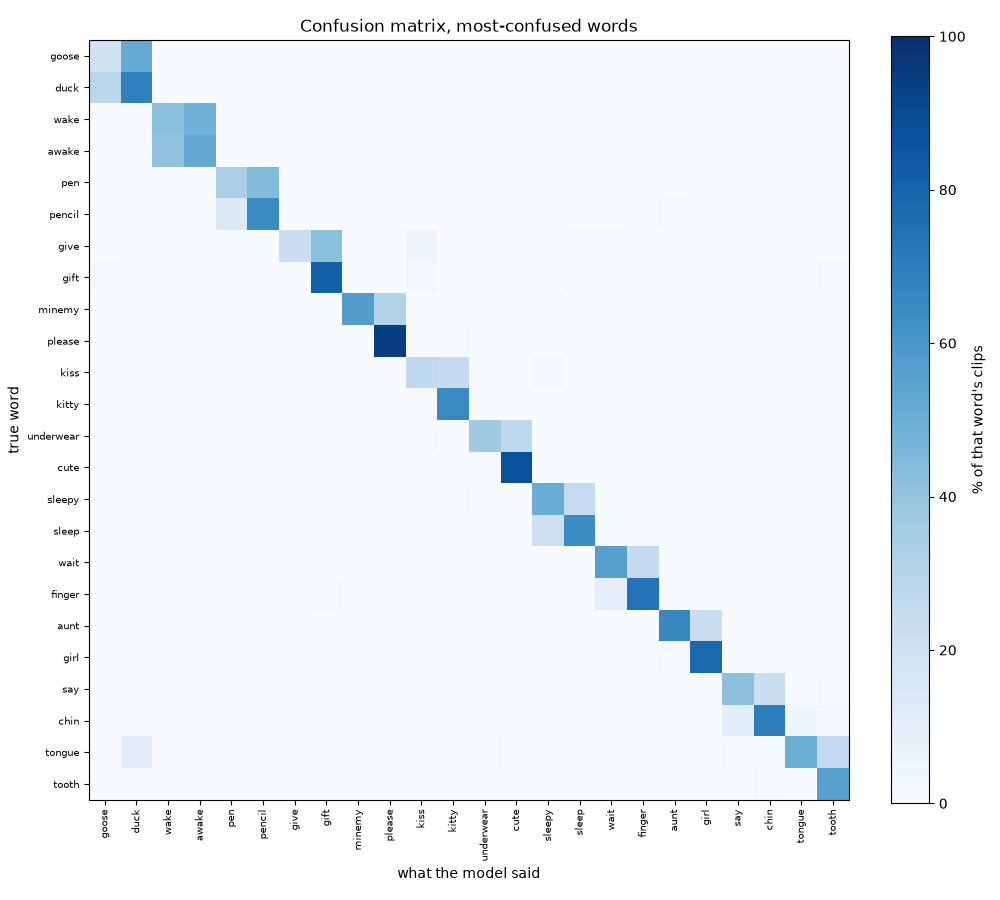 Confusion matrix, most-confused words
goose
duck
wake
awake
pen
pencil
give
gift
minemy
please
kiss
kitty
underwear
cute
sleepy
sleep
wait
finger
aunt
girl
say
chin
tongue
tooth
true word
goose
duck
wake
awake
pen
pencil
give
gift
minemy
please
kiss
kitty
underwear
cute
sleepy
sleep
wait
finger
aunt
girl
say
chin
tongue
tooth
what the model said
100
80
60
40
20
0
% of that word's clips